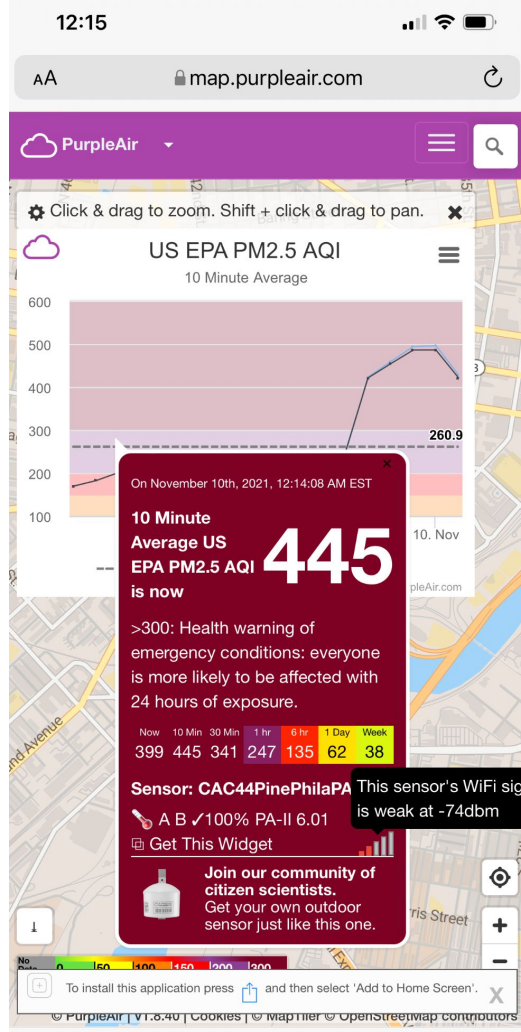 12:15
AA
map.purpleair.com
PurpleAir
Click & drag to zoom. Shift + click & drag to pan.
US EPA PM2.5 AQI
10 Minute Average
600
500
400
300
260.9
200
100
10. Nov
pleAir.com
On November 10th, 2021, 12:14:08 AM EST
10 Minute
Average US
EPA PM2.5 AQI
is now
445
>300: Health warning of
emergency conditions: everyone
is more likely to be affected with
24 hours of exposure.
Now 10 Min 30 Min 1 hr 6 hr 1 Day Week
399 445 341 247 135 62 38
Sensor: CAC44PinePhilaPA
This sensor's WiFi sig
is weak at -74dbm
A B ✓100% PA-II 6.01
Get This Widget
Join our community of
citizen scientists.
Get your own outdoor
sensor just like this one.
and Avenue
ris Street
+
−
No
Data 0 50 100 150 200 300
To install this application press and then select 'Add to Home Screen'.
X
© PurpleAir | V1.8.40 | Cookies | © MapTiler © OpenStreetMap contributors